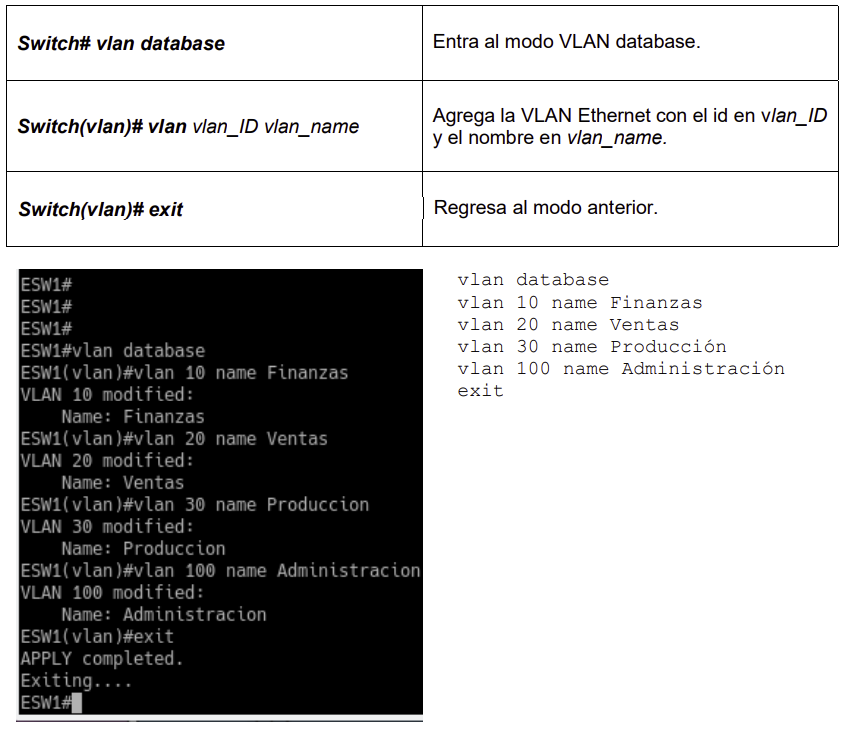 Switch# vlan database
Entra al modo VLAN database.
Switch(vlan)# vlan vlan_ID vlan_name
Agrega la VLAN Ethernet con el id en vlan_ID
y el nombre en vlan_name.
Switch(vlan)# exit
Regresa al modo anterior.
ESW1#
ESW1#
ESW1#
ESW1#vlan database
ESW1(vlan)#vlan 10 name Finanzas
VLAN 10 modified:
    Name: Finanzas
ESW1(vlan)#vlan 20 name Ventas
VLAN 20 modified:
    Name: Ventas
ESW1(vlan)#vlan 30 name Produccion
VLAN 30 modified:
    Name: Produccion
ESW1(vlan)#vlan 100 name Administracion
VLAN 100 modified:
    Name: Administracion
ESW1(vlan)#exit
APPLY completed.
Exiting....
ESW1#
vlan database
vlan 10 name Finanzas
vlan 20 name Ventas
vlan 30 name Producción
vlan 100 name Administración
exit